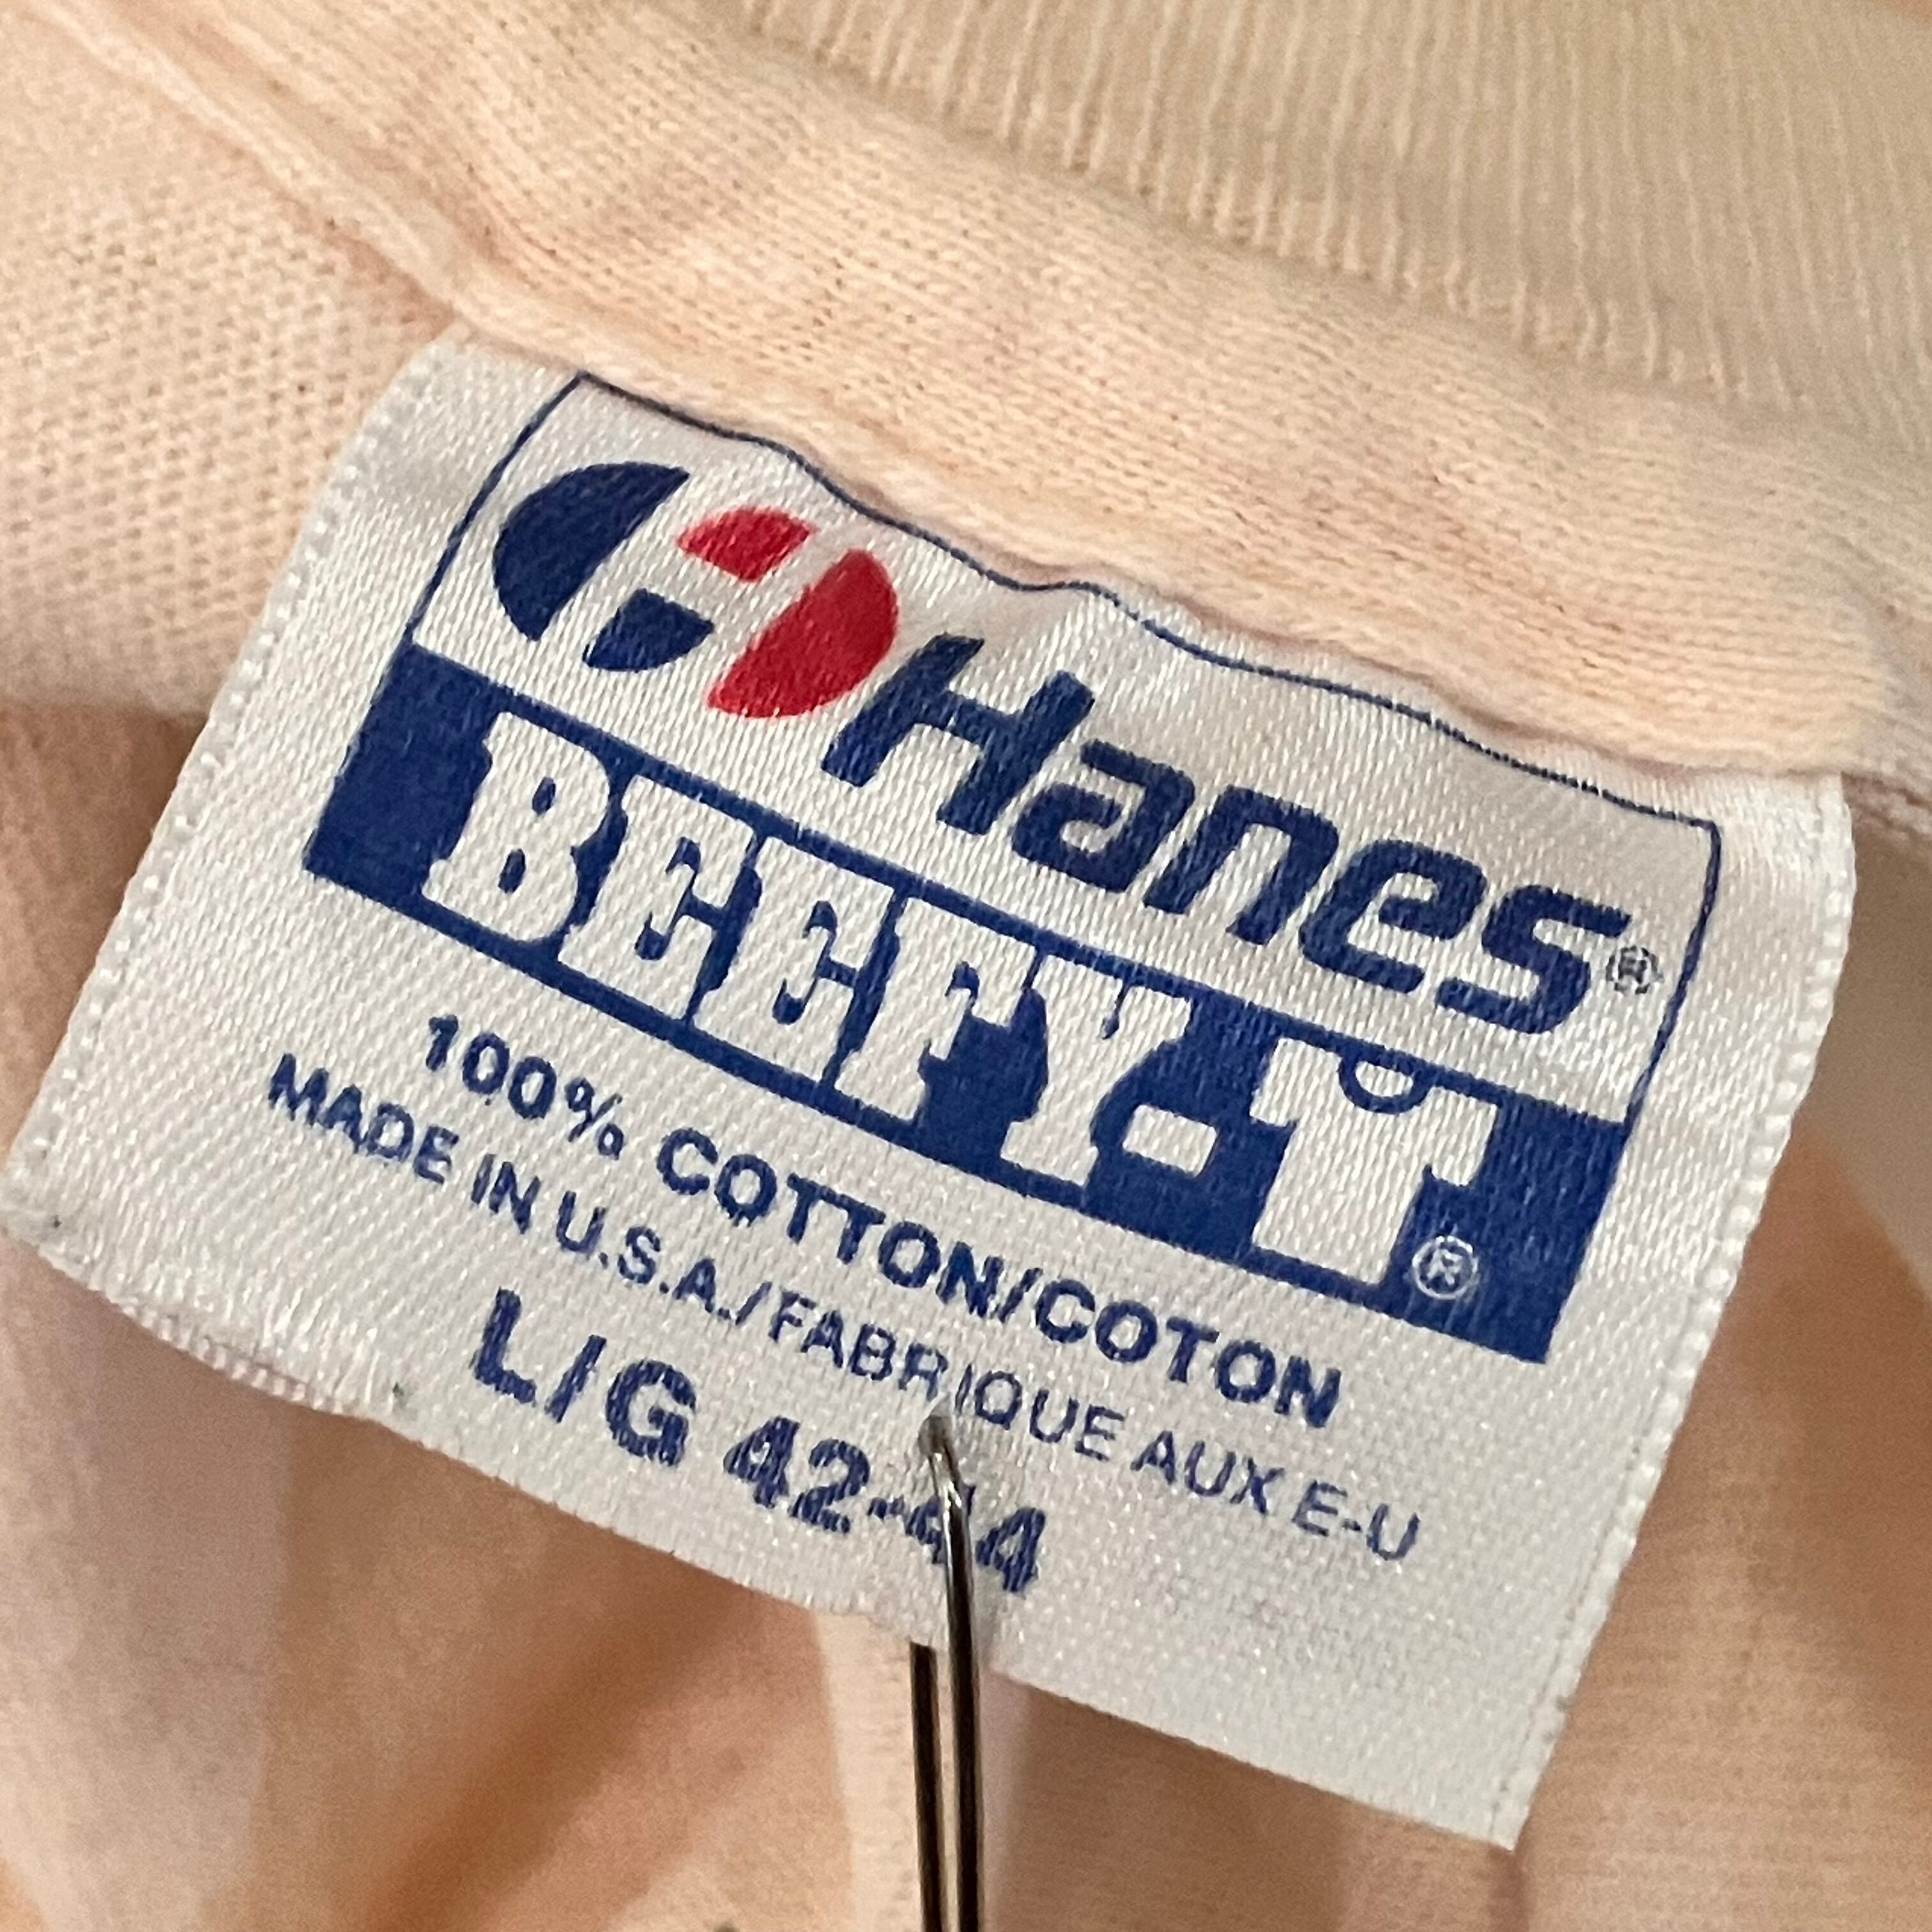 Hanes®
BEEFY-T®
100% COTTON/COTON
MADE IN U.S.A./FABRIQUE AUX E-U
L/G 42-44